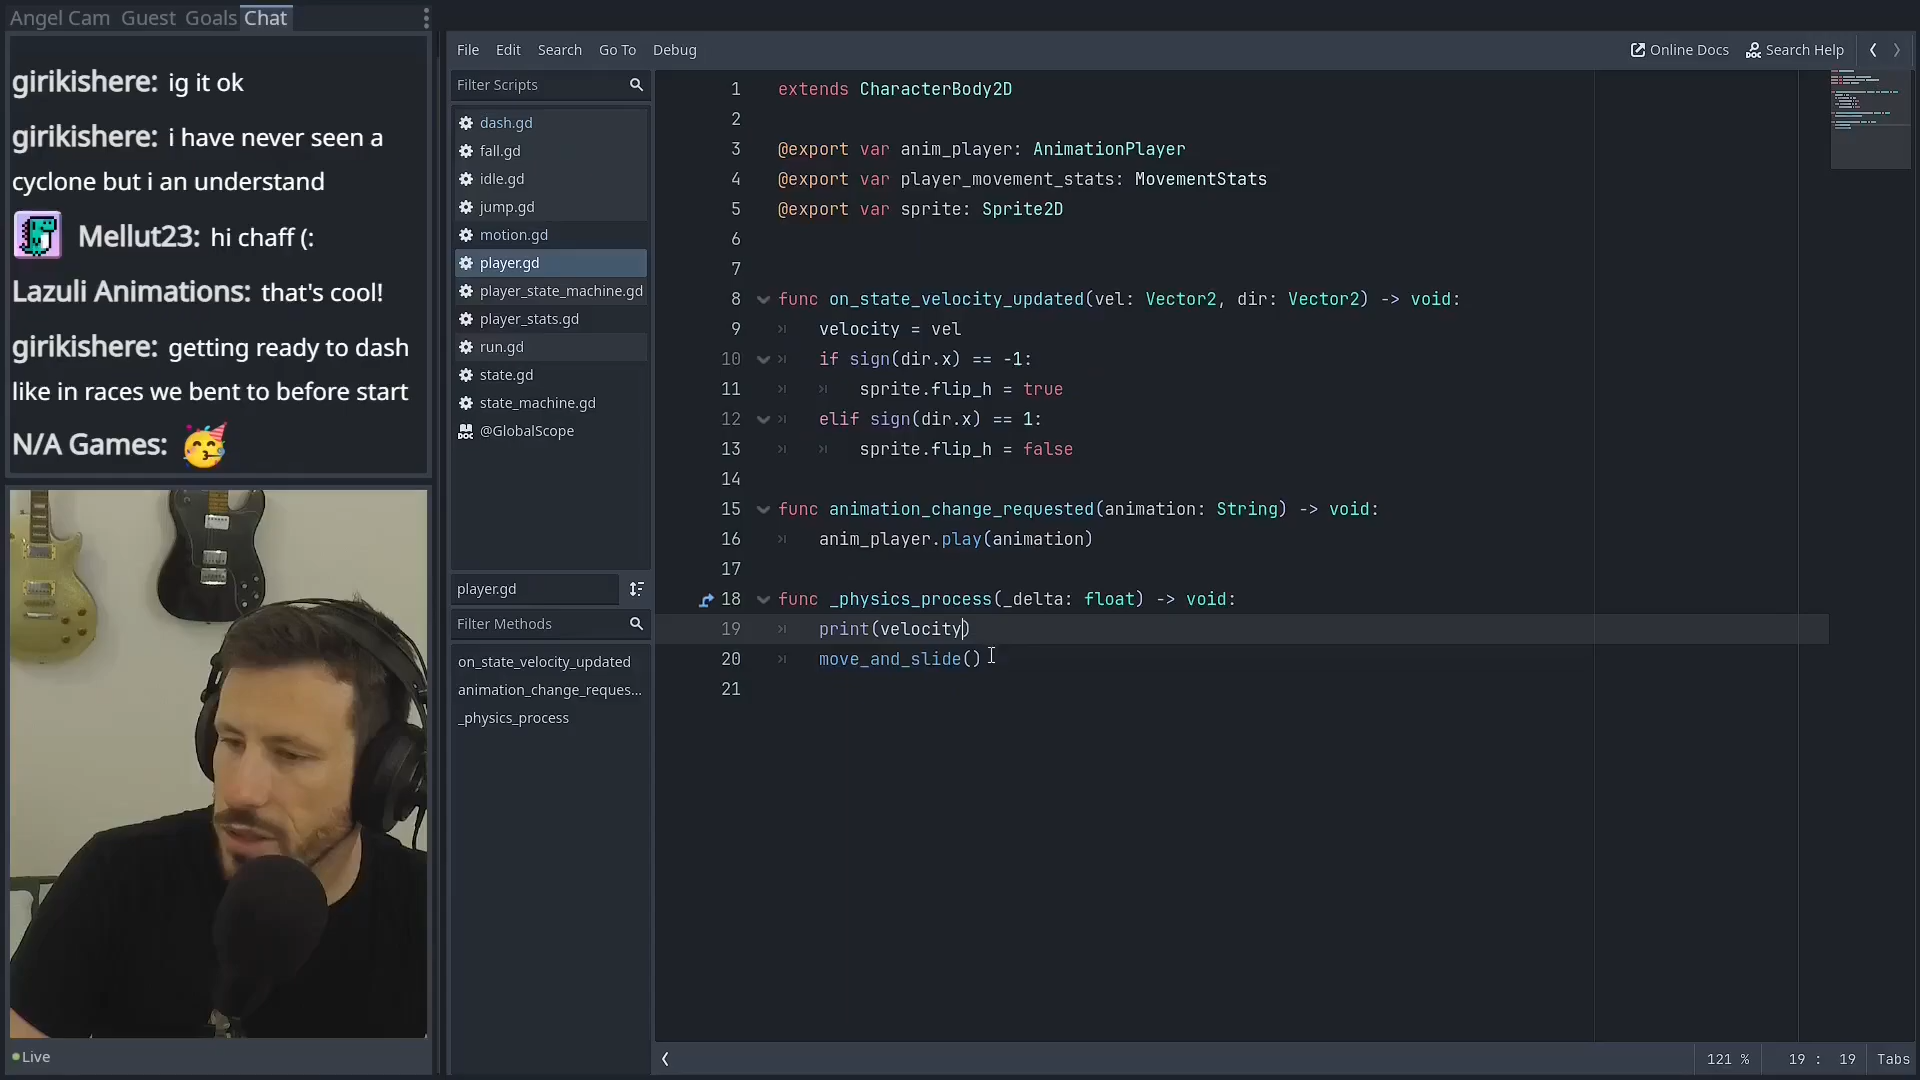 Angel Cam Guest Goals Chat
girikishere: ig it ok
girikishere: i have never seen a
cyclone but i an understand
Mellut23: hi chaff (:
Lazuli Animations: that's cool!
girikishere: getting ready to dash
like in races we bent to before start
N/A Games: 🥳
Live
File Edit Search Go To Debug
Online Docs Search Help
Filter Scripts
dash.gd
fall.gd
idle.gd
jump.gd
motion.gd
player.gd
player_state_machine.gd
player_stats.gd
run.gd
state.gd
state_machine.gd
@GlobalScope
player.gd
Filter Methods
on_state_velocity_updated
animation_change_reques...
_physics_process
1 extends CharacterBody2D
2
3 @export var anim_player: AnimationPlayer
4 @export var player_movement_stats: MovementStats
5 @export var sprite: Sprite2D
6
7
8 func on_state_velocity_updated(vel: Vector2, dir: Vector2) -> void:
9 velocity = vel
10 if sign(dir.x) == -1:
11 sprite.flip_h = true
12 elif sign(dir.x) == 1:
13 sprite.flip_h = false
14
15 func animation_change_requested(animation: String) -> void:
16 anim_player.play(animation)
17
18 func _physics_process(_delta: float) -> void:
19 print(velocity)
20 move_and_slide()
21
121 % 19 : 19 Tabs